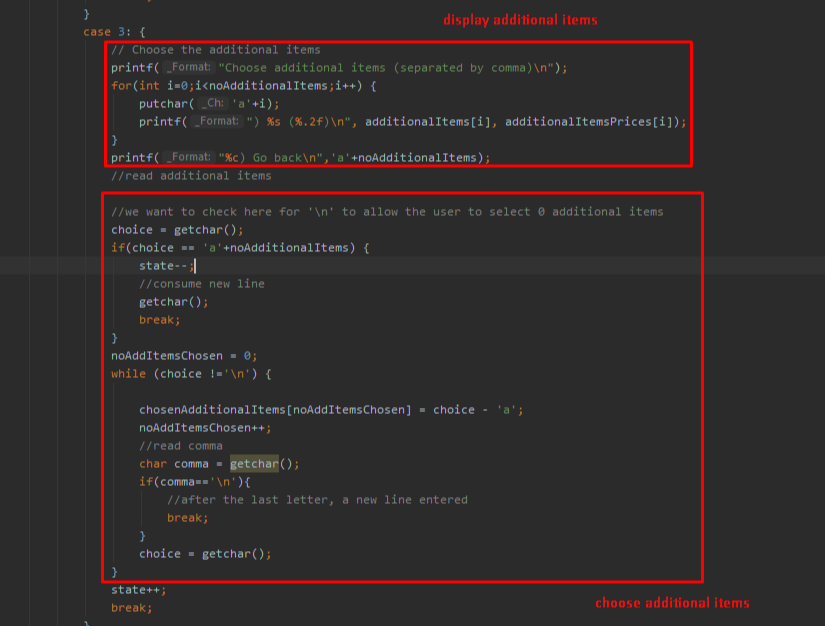 }
display additional items
case 3: {
// Choose the additional items
printf( _Format: "Choose additional items (separated by comma)\n");
for(int i=0;i<noAdditionalItems;i++) {
putchar( _Ch: 'a'+i);
printf( _Format: ") %s (%.2f)\n", additionalItems[i], additionalItemsPrices[i]);
}
printf( _Format: "%c) Go back\n",'a'+noAdditionalItems);
//read additional items
//we want to check here for '\n' to allow the user to select 0 additional items
choice = getchar();
if(choice == 'a'+noAdditionalItems) {
state--;
//consume new line
getchar();
break;
}
noAddItemsChosen = 0;
while (choice !='\n') {
chosenAdditionalItems[noAddItemsChosen] = choice - 'a';
noAddItemsChosen++;
//read comma
char comma = getchar();
if(comma=='\n'){
//after the last letter, a new line entered
break;
}
choice = getchar();
}
state++;
choose additional items
break;